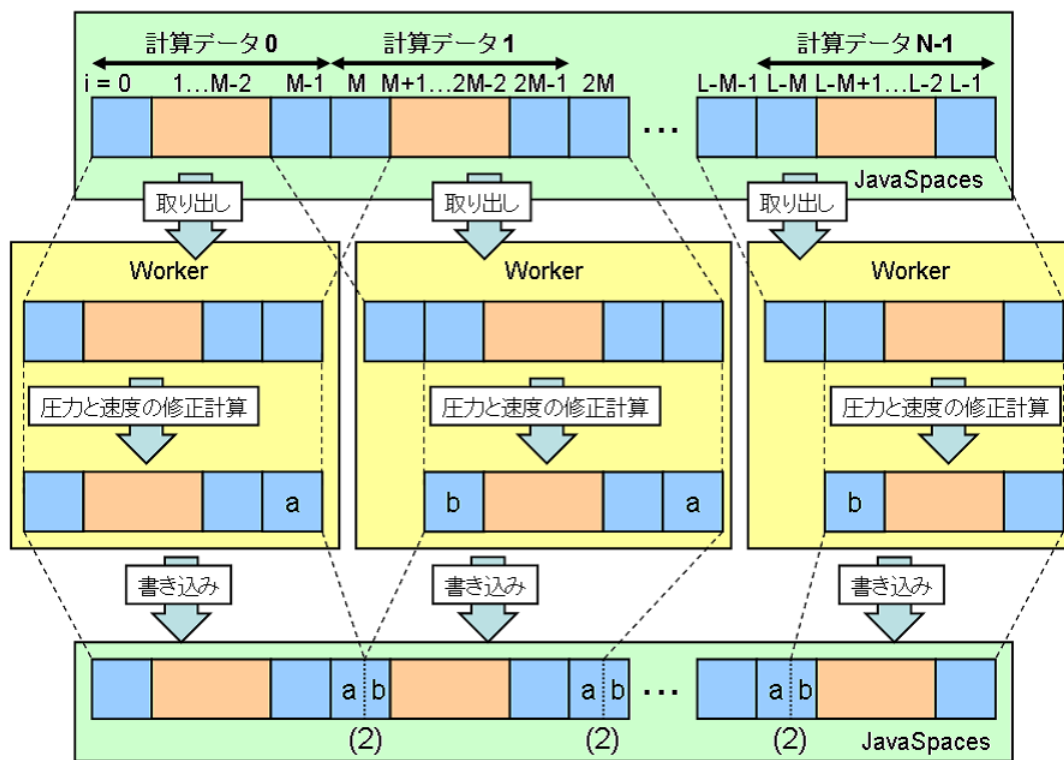 計算データ 0 計算データ 1 計算データ N-1
i = 0 1…M-2 M-1 M M+1…2M-2 2M-1 2M L-M-1 L-M L-M+1…L-2 L-1
…
JavaSpaces
取り出し 取り出し 取り出し
Worker Worker Worker
圧力と速度の修正計算 圧力と速度の修正計算 圧力と速度の修正計算
a b a b
書き込み 書き込み 書き込み
a b a b … a b
(2) (2) (2)
JavaSpaces